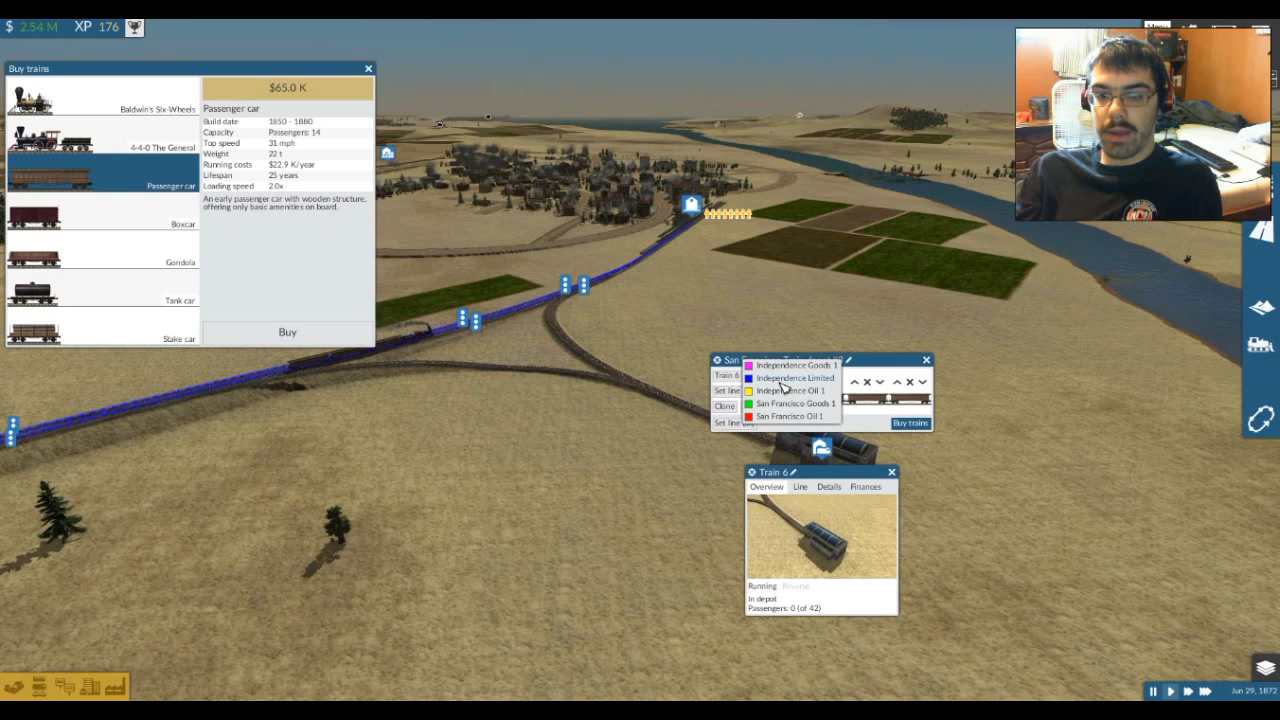 $ 2.54 M XP 176
Menu
Buy trains
Baldwin's Six-Wheels
4-4-0 The General
Passenger car
Boxcar
Gondola
Tank car
Stake car
$65.0 K
Passenger car
Build date 1850 - 1880
Capacity Passengers: 14
Top speed 31 mph
Weight 22 t
Running costs $22.9 K/year
Lifespan 25 years
Loading speed 2.0x
An early passenger car with wooden structure,
offering only basic amenities on board.
Buy
San
Train 6
Set line
Clone
Set line
Independence Goods 1
Independence Limited
Independence Oil 1
San Francisco Goods 1
San Francisco Oil 1
Buy trains
Train 6
Overview Line Details Finances
Running Reverse
In depot
Passengers: 0 (of 42)
Jun 29, 1872